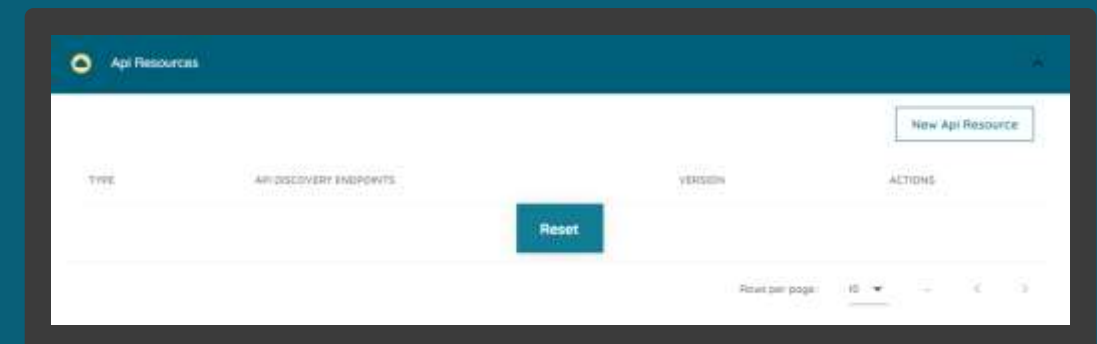 Api Resources
New Api Resource
TYPE API DISCOVERY ENDPOINTS VERSION ACTIONS
Reset
Rows per page: 10